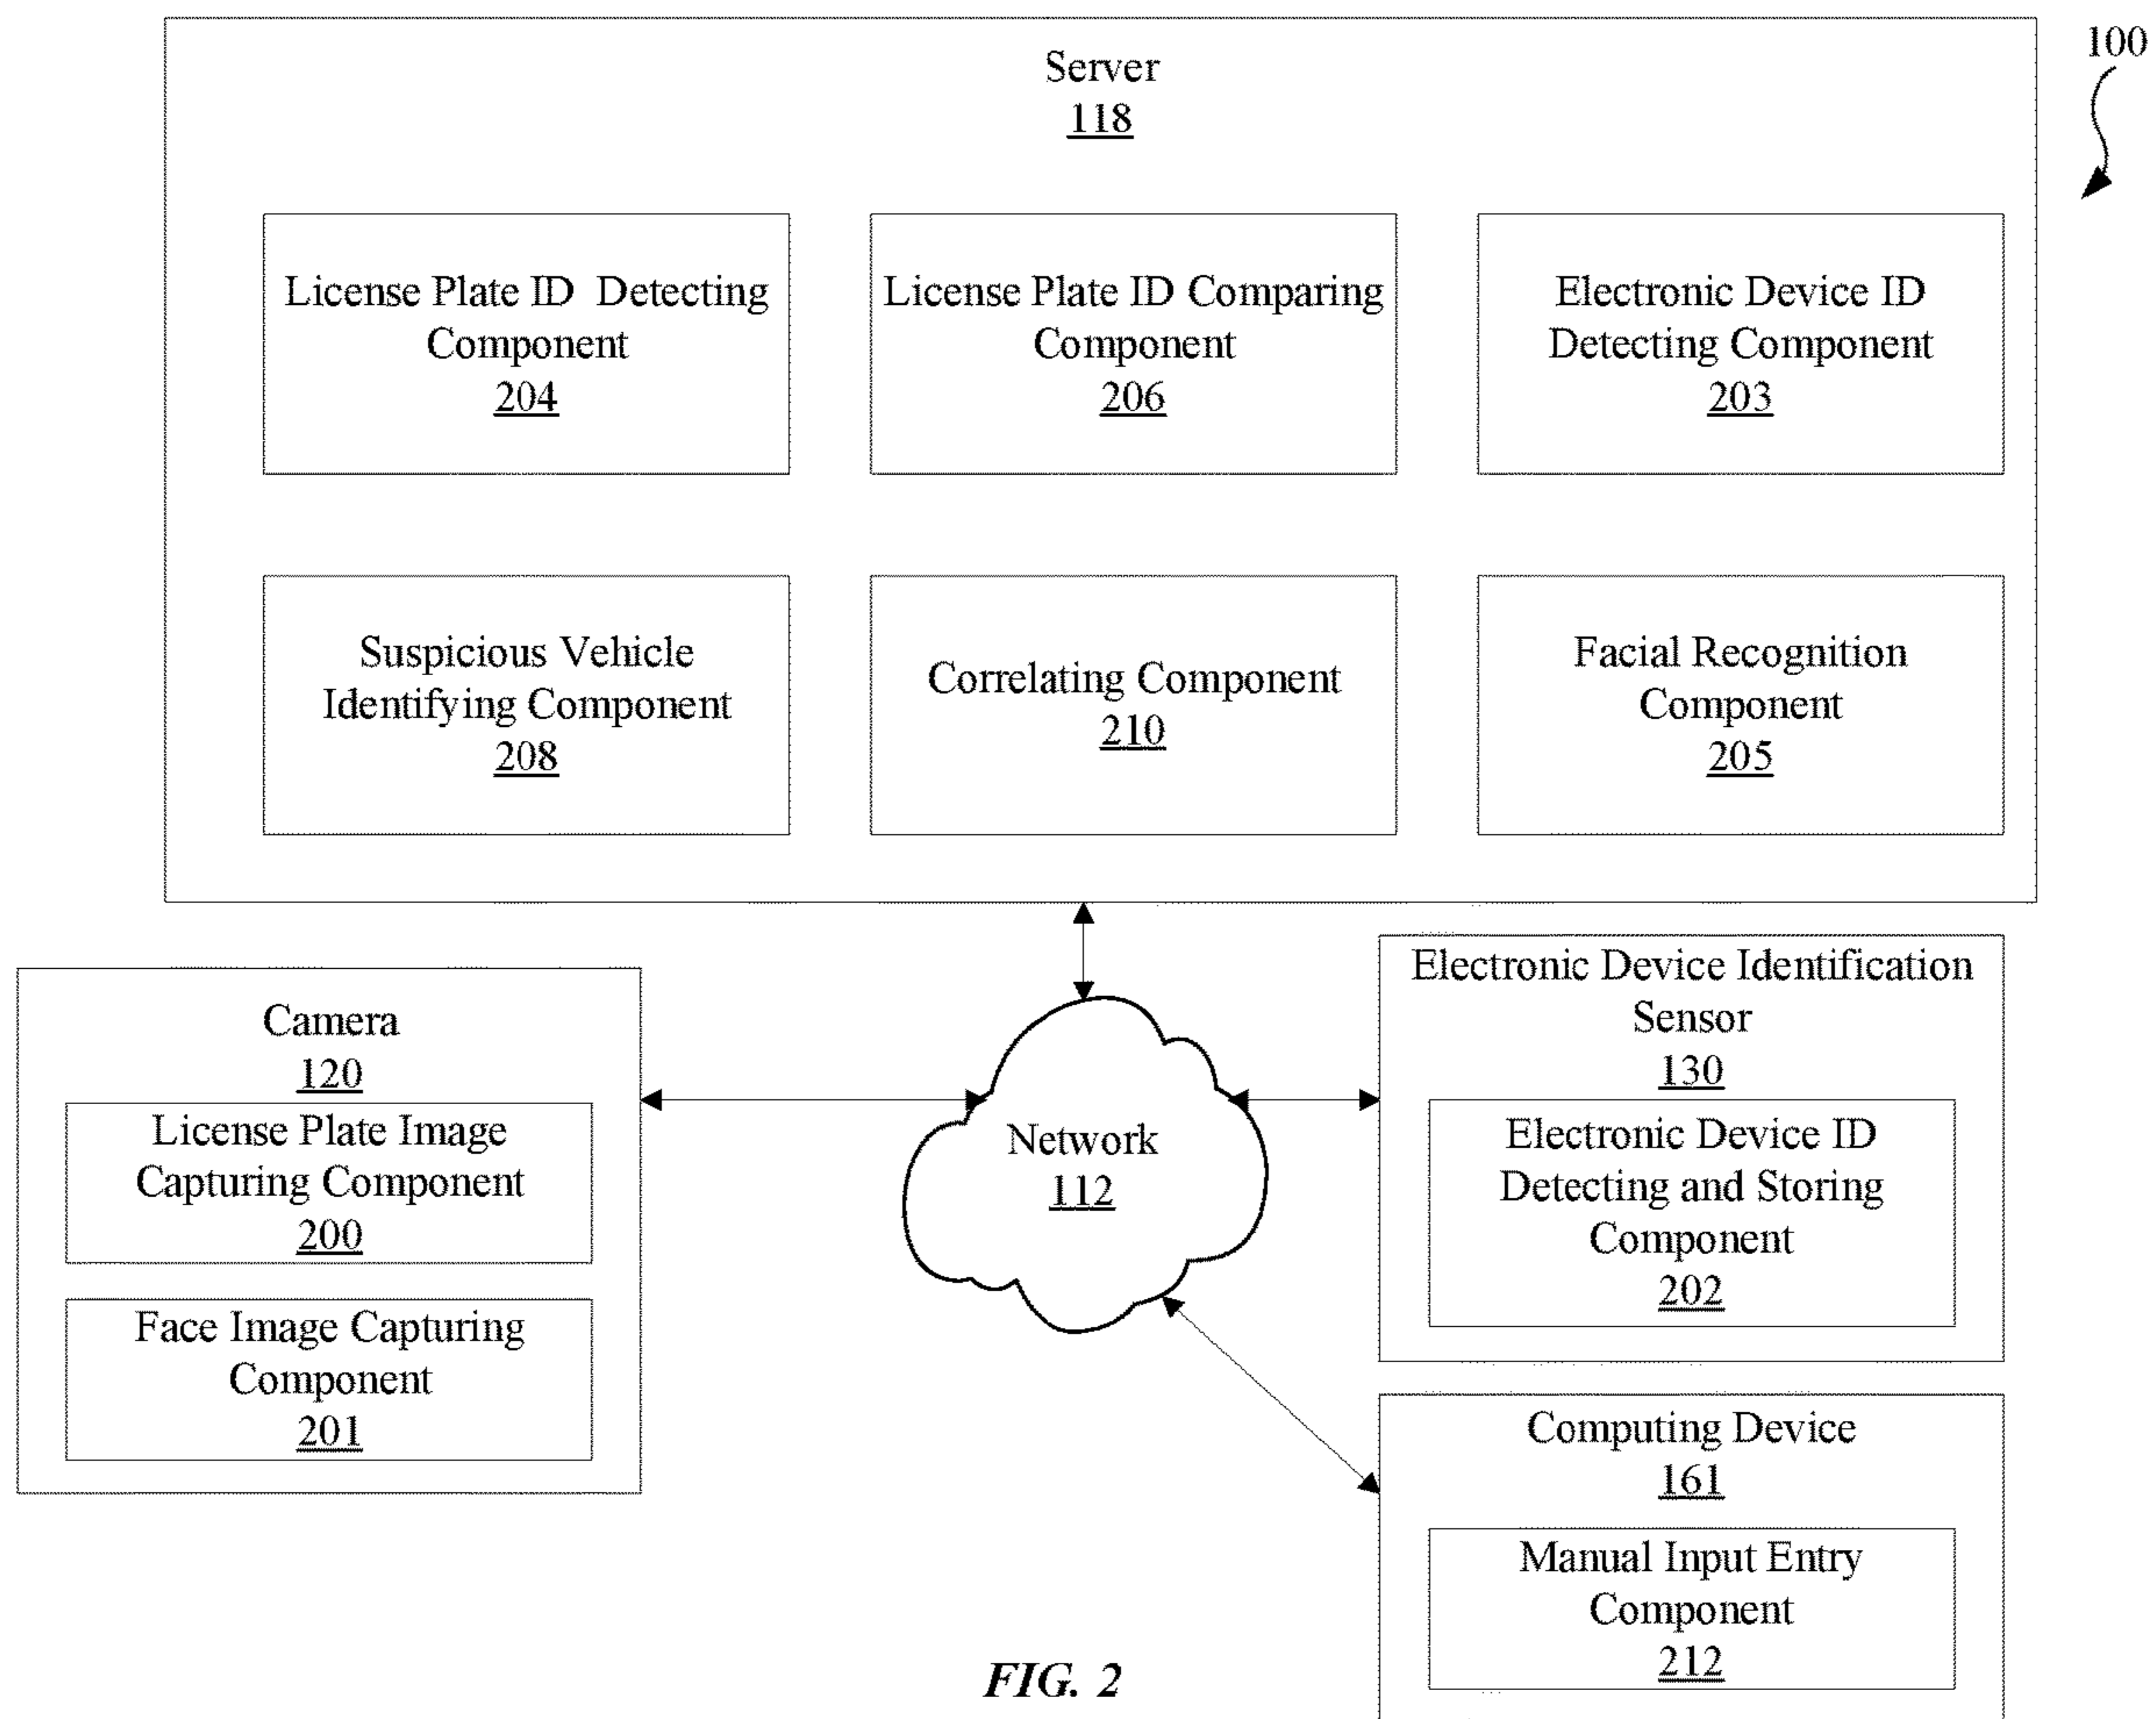 100
Server
118
License Plate ID Detecting
Component
204
License Plate ID Comparing
Component
206
Electronic Device ID
Detecting Component
203
Suspicious Vehicle
Identifying Component
208
Correlating Component
210
Facial Recognition
Component
205
Camera
120
License Plate Image
Capturing Component
200
Face Image Capturing
Component
201
Network
112
Electronic Device Identification
Sensor
130
Electronic Device ID
Detecting and Storing
Component
202
Computing Device
161
Manual Input Entry
Component
212
FIG. 2